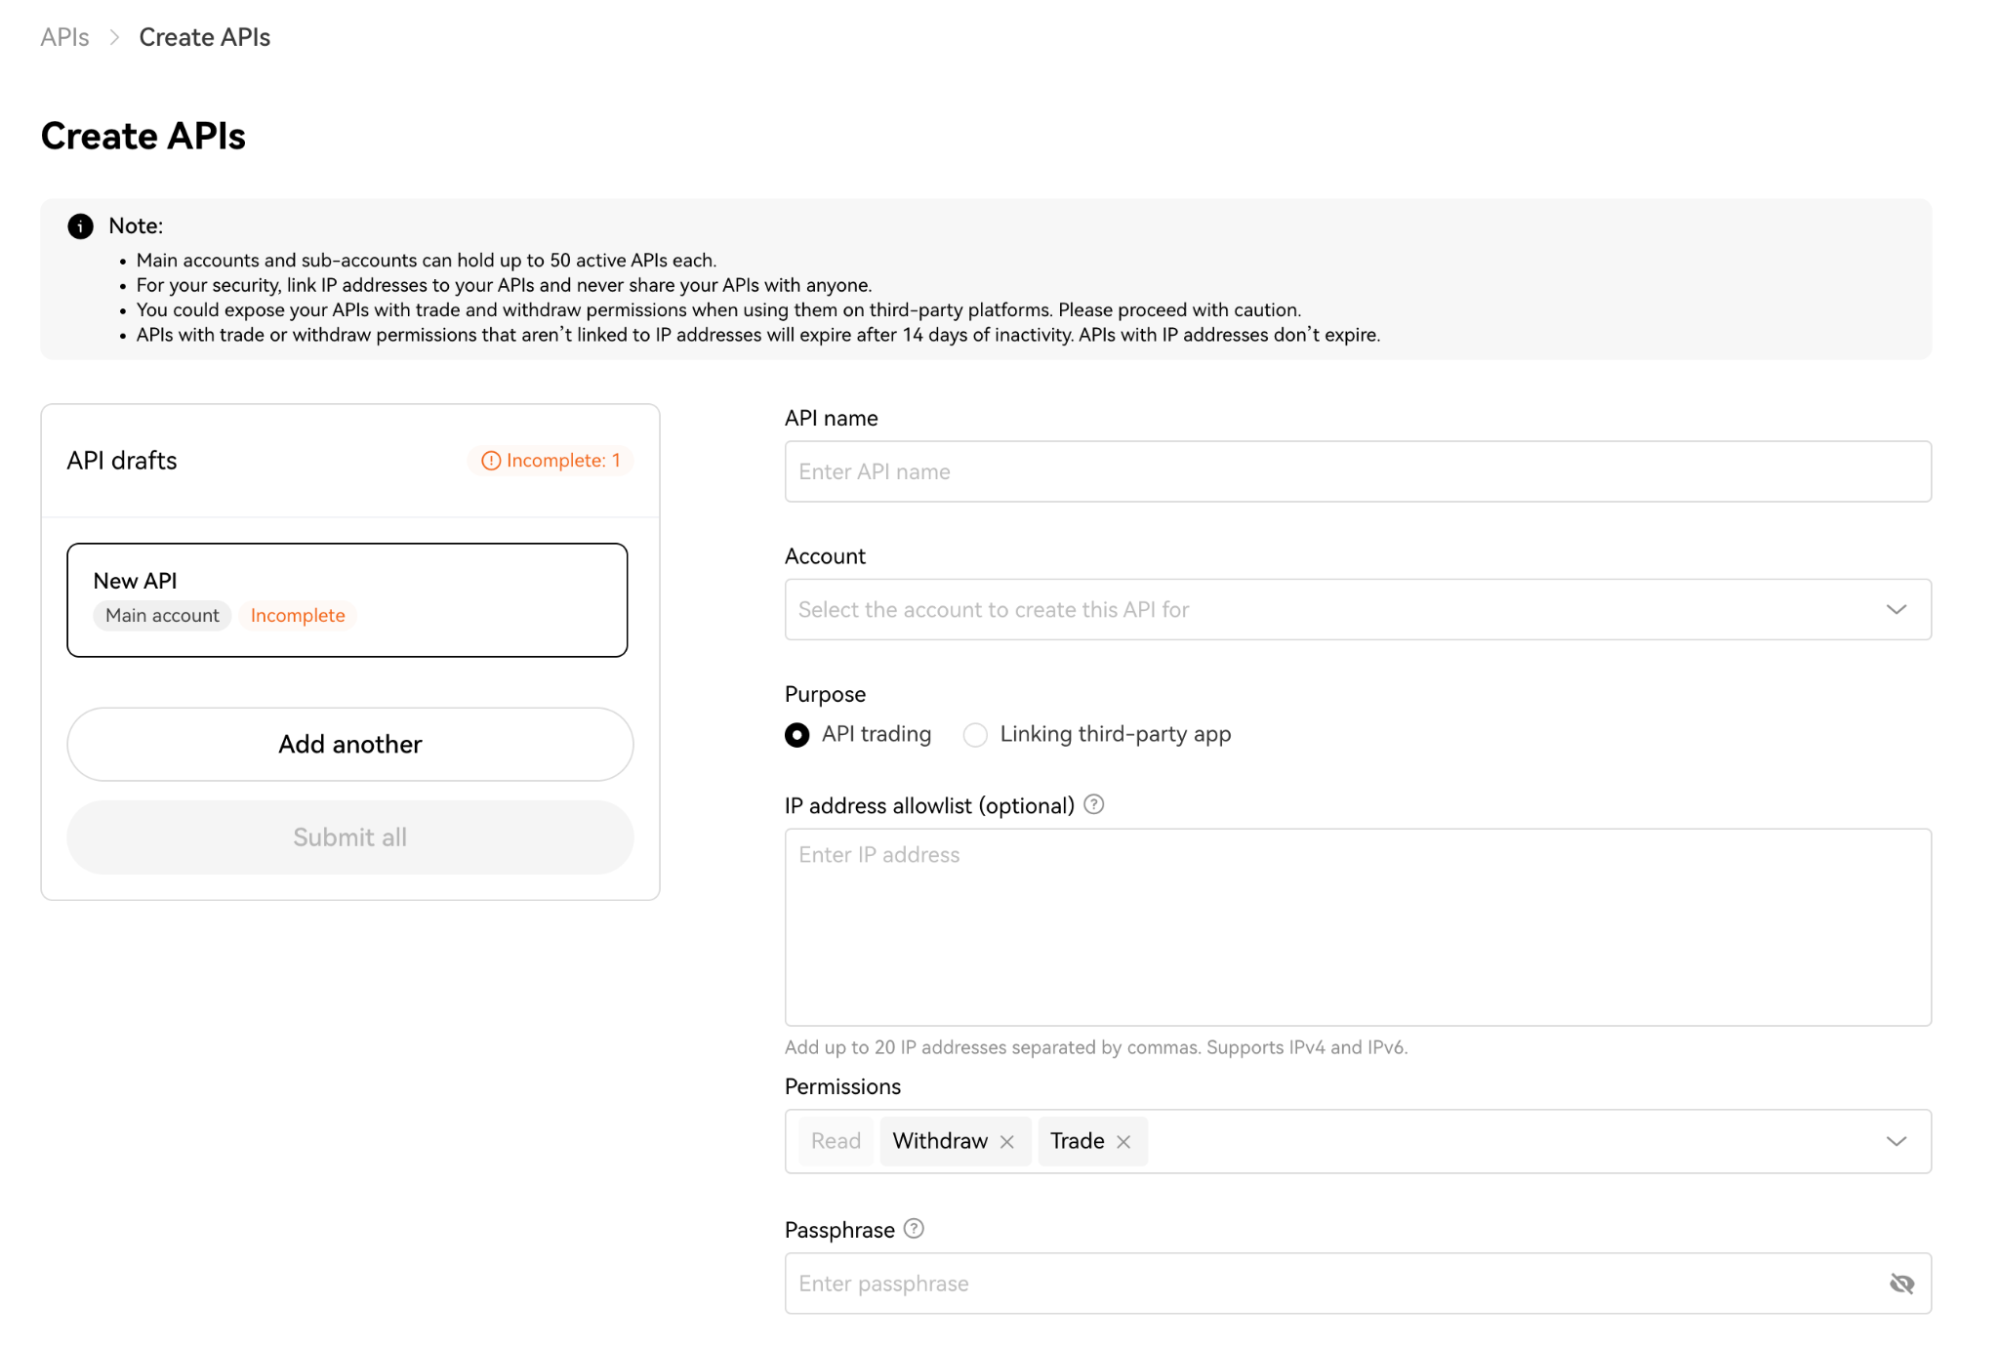 APIs > Create APIs
Create APIs
Note:
• Main accounts and sub-accounts can hold up to 50 active APIs each.
• For your security, link IP addresses to your APIs and never share your APIs with anyone.
• You could expose your APIs with trade and withdraw permissions when using them on third-party platforms. Please proceed with caution.
• APIs with trade or withdraw permissions that aren’t linked to IP addresses will expire after 14 days of inactivity. APIs with IP addresses don’t expire.
API drafts
Incomplete: 1
New API
Main account Incomplete
Add another
Submit all
API name
Enter API name
Account
Select the account to create this API for
Purpose
API trading Linking third-party app
IP address allowlist (optional)
Enter IP address
Add up to 20 IP addresses separated by commas. Supports IPv4 and IPv6.
Permissions
Read Withdraw Trade
Passphrase
Enter passphrase